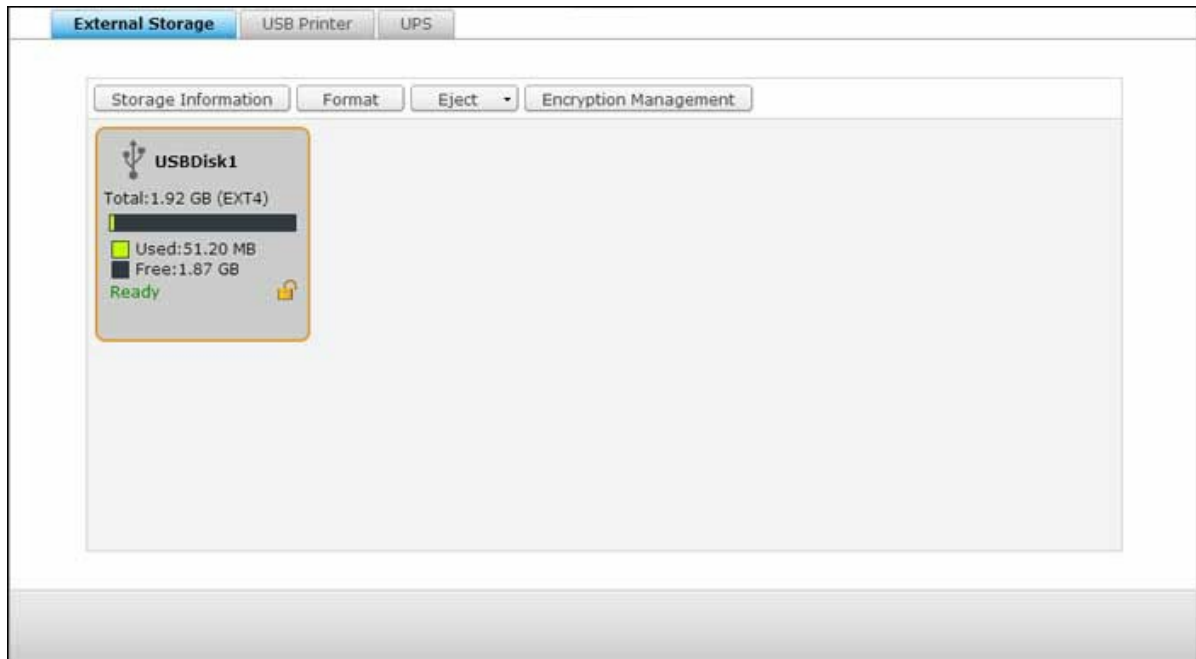 External Storage USB Printer UPS
Storage Information Format Eject Encryption Management
USBDisk1
Total:1.92 GB (EXT4)
Used:51.20 MB
Free:1.87 GB
Ready